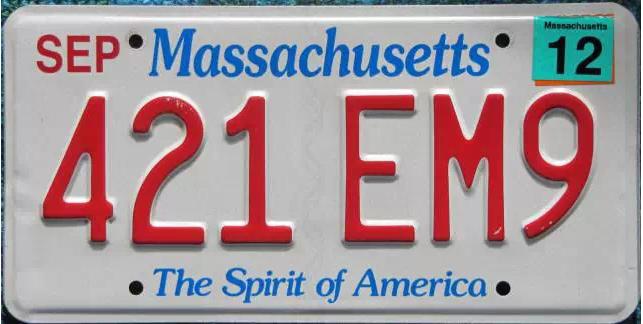 SEP Massachusetts
Massachusetts
12
421 EM9
The Spirit of America